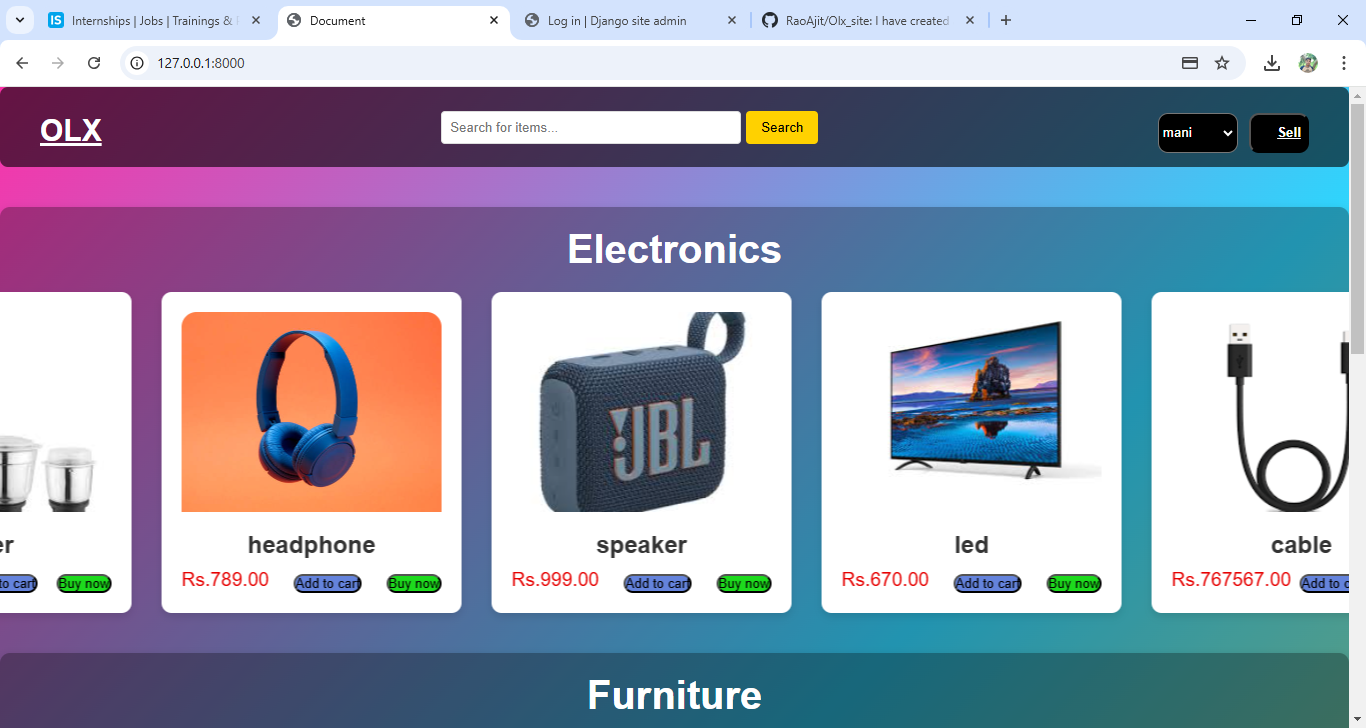 Internships | Jobs | Trainings &
Document
Log in | Django site admin
RaoAjit/Olx_site: I have created
127.0.0.1:8000
OLX
Search for items...
Search
mani
Sell
Electronics
JBL
er
headphone
speaker
led
cable
to cart
Buy now
Rs.789.00
Add to cart
Buy now
Rs.999.00
Add to cart
Buy now
Rs.670.00
Add to cart
Buy now
Rs.767567.00
Add to c
Furniture